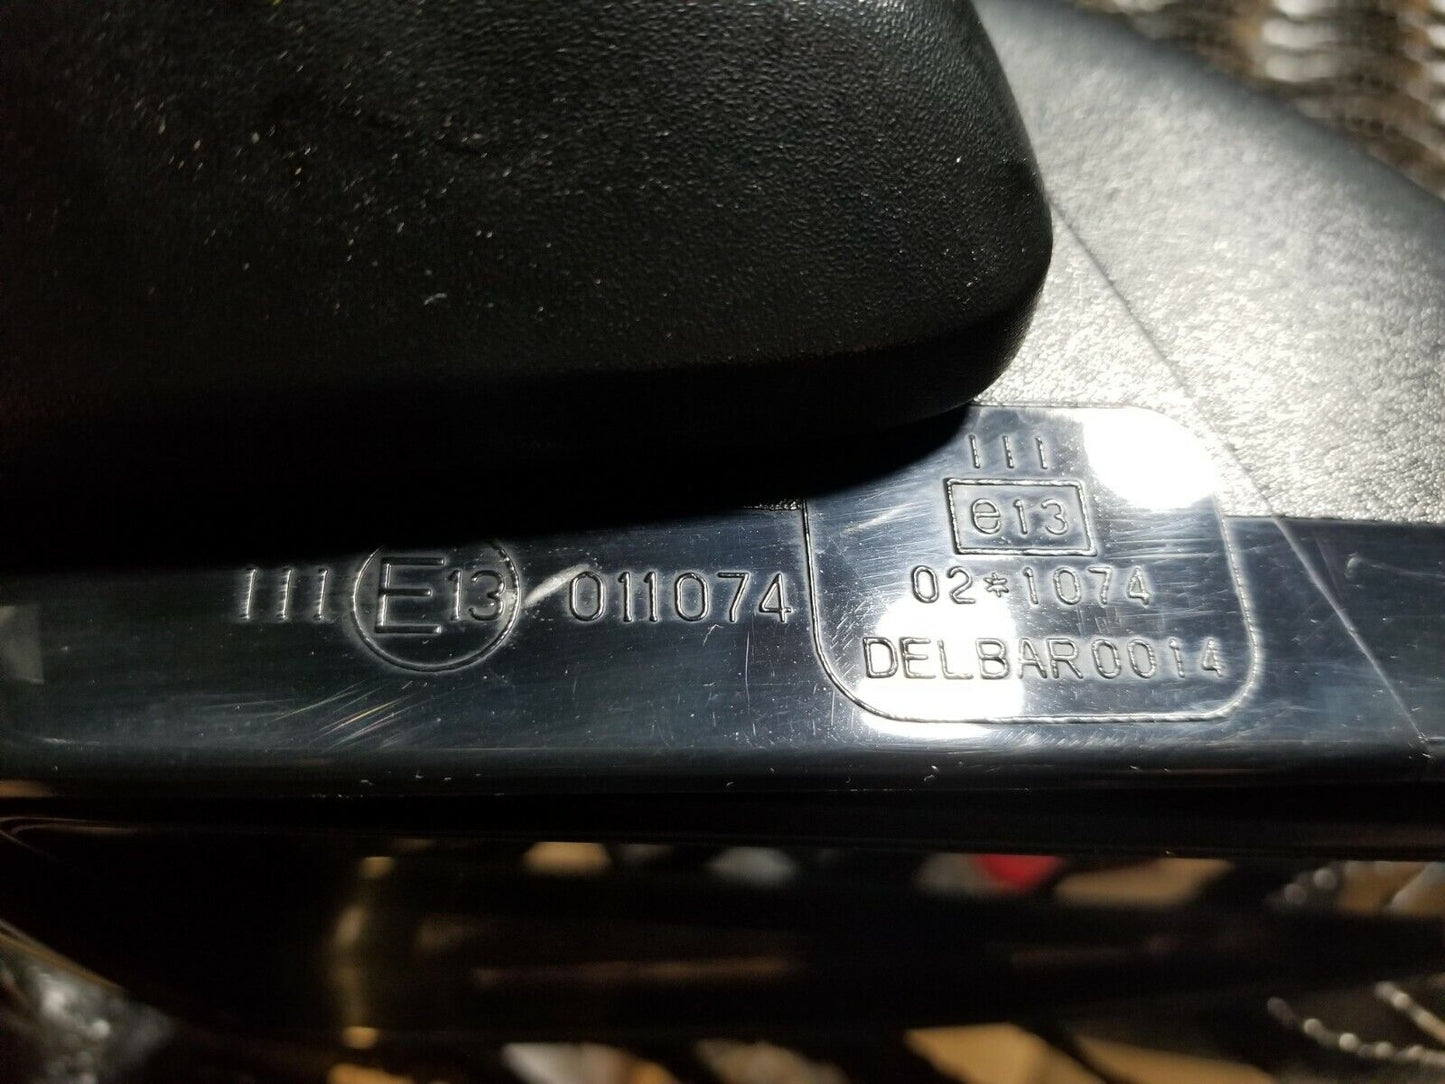 III
e13
02*1074
DELBAR0014
III E13 011074